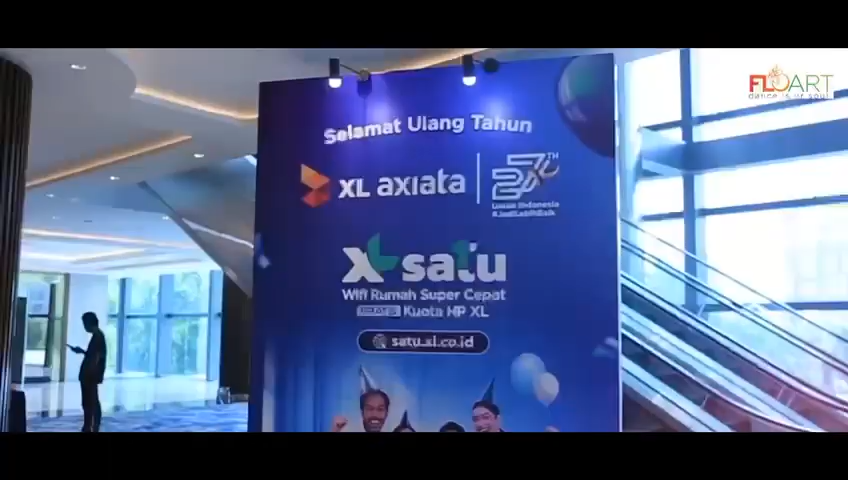 FLOART
dance is ur soul
Selamat Ulang Tahun
XL axiata
27TH
Untuk Indonesia
#JadiLebihBaik
XL satu
Wifi Rumah Super Cepat
GRATIS Kuota HP XL
satu.xl.co.id